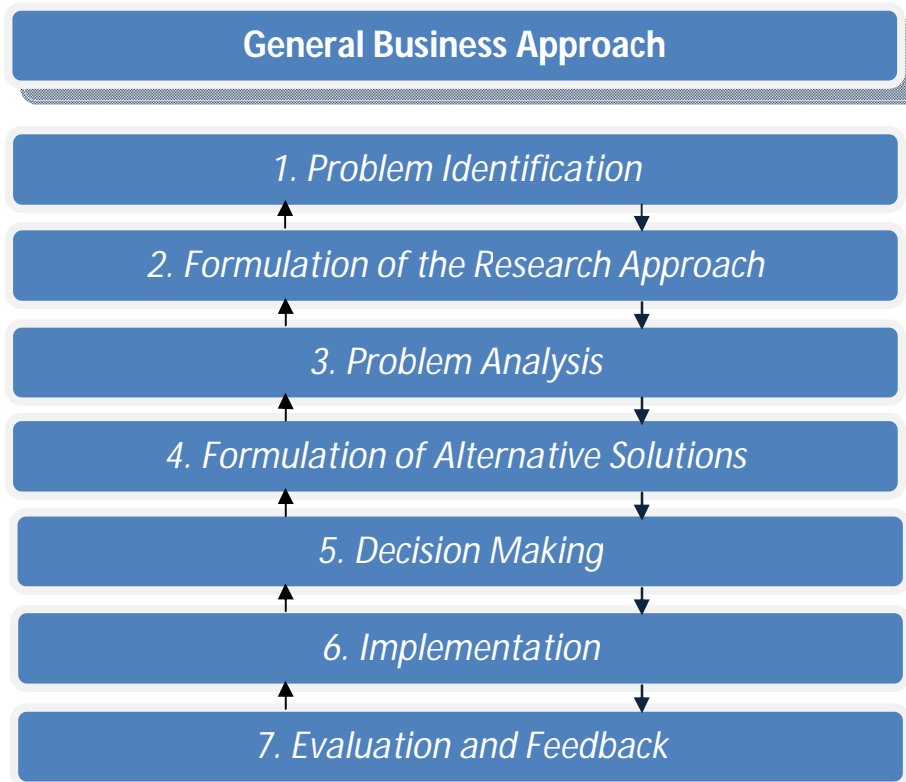 General Business Approach
1. Problem Identification
2. Formulation of the Research Approach
3. Problem Analysis
4. Formulation of Alternative Solutions
5. Decision Making
6. Implementation
7. Evaluation and Feedback